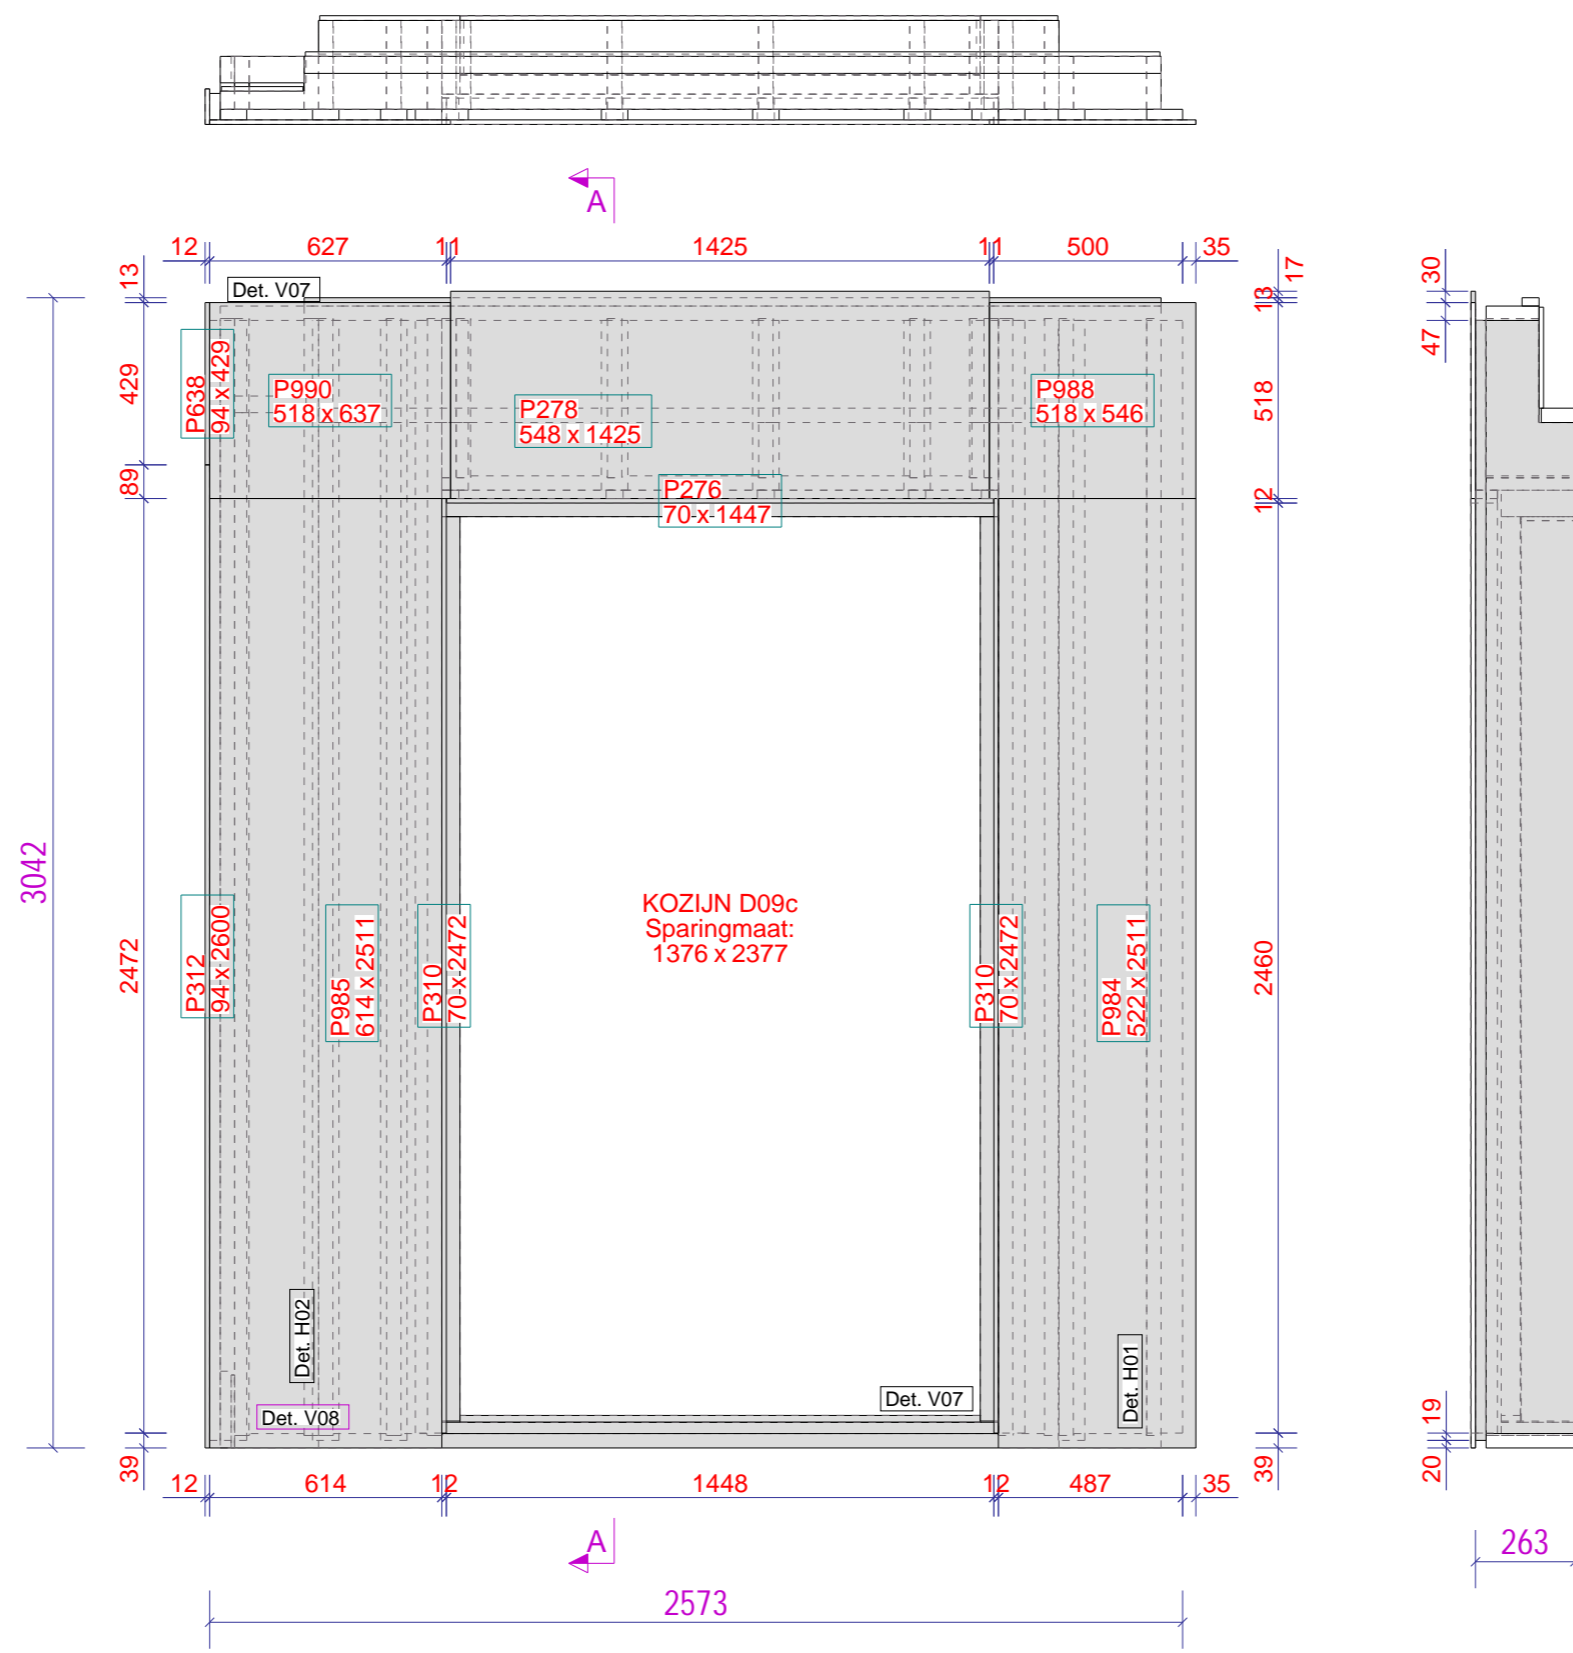 A
12
627
11
1425
11
500
35
13
Det. V07
17
13
30
47
429
P638
94 x 429
P990
518 x 637
P278
548 x 1425
P988
518 x 546
518
89
P276
70 x 1447
12
3042
2472
P312
94 x 2600
P985
614 x 2511
P310
70 x 2472
KOZIJN D09c
Sparingmaat:
1376 x 2377
P310
70 x 2472
P984
522 x 2511
2460
Det. H02
Det. V08
Det. V07
Det. H01
39
39
19
20
12
614
12
1448
12
487
35
A
263
2573